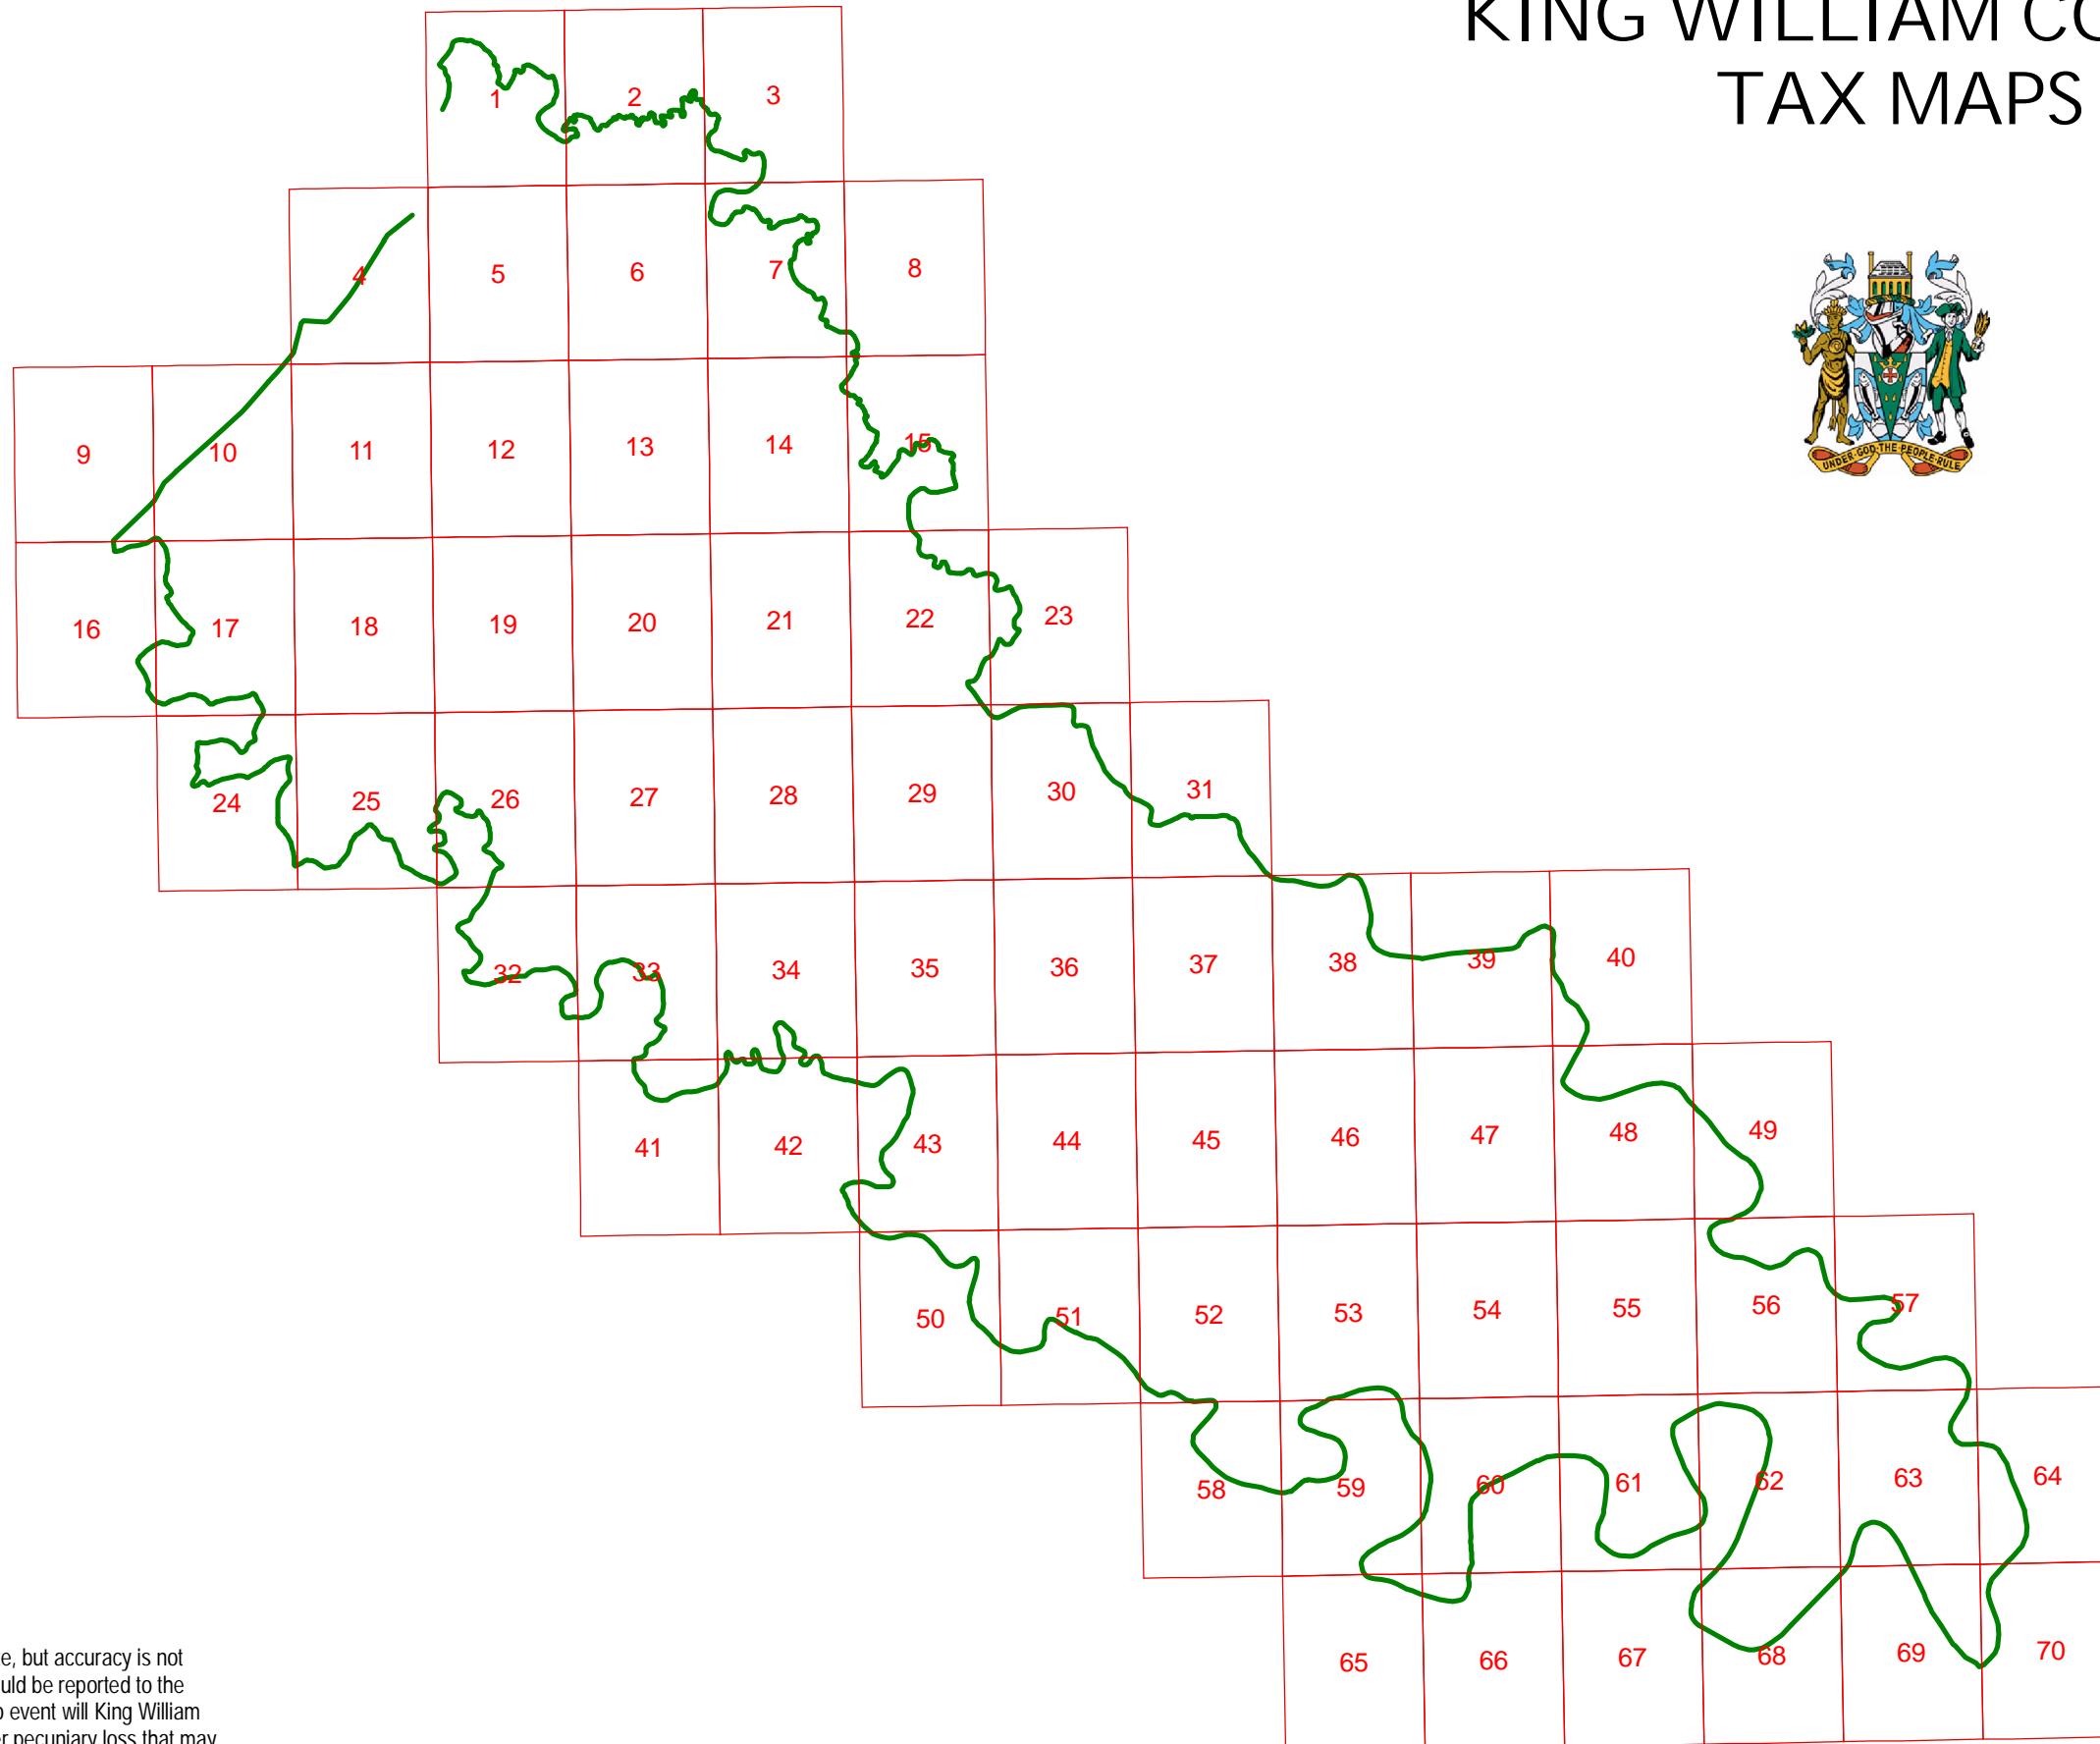 KING WILLIAM CO
TAX MAPS
1 2 3
4 5 6 7 8
9 10 11 12 13 14 15
16 17 18 19 20 21 22 23
24 25 26 27 28 29 30 31
32 33 34 35 36 37 38 39 40
41 42 43 44 45 46 47 48 49
50 51 52 53 54 55 56 57
58 59 60 61 62 63 64
65 66 67 68 69 70
UNDER·GOD·THE·PEOPLE·RULE
e, but accuracy is not
uld be reported to the
o event will King William
er pecuniary loss that may